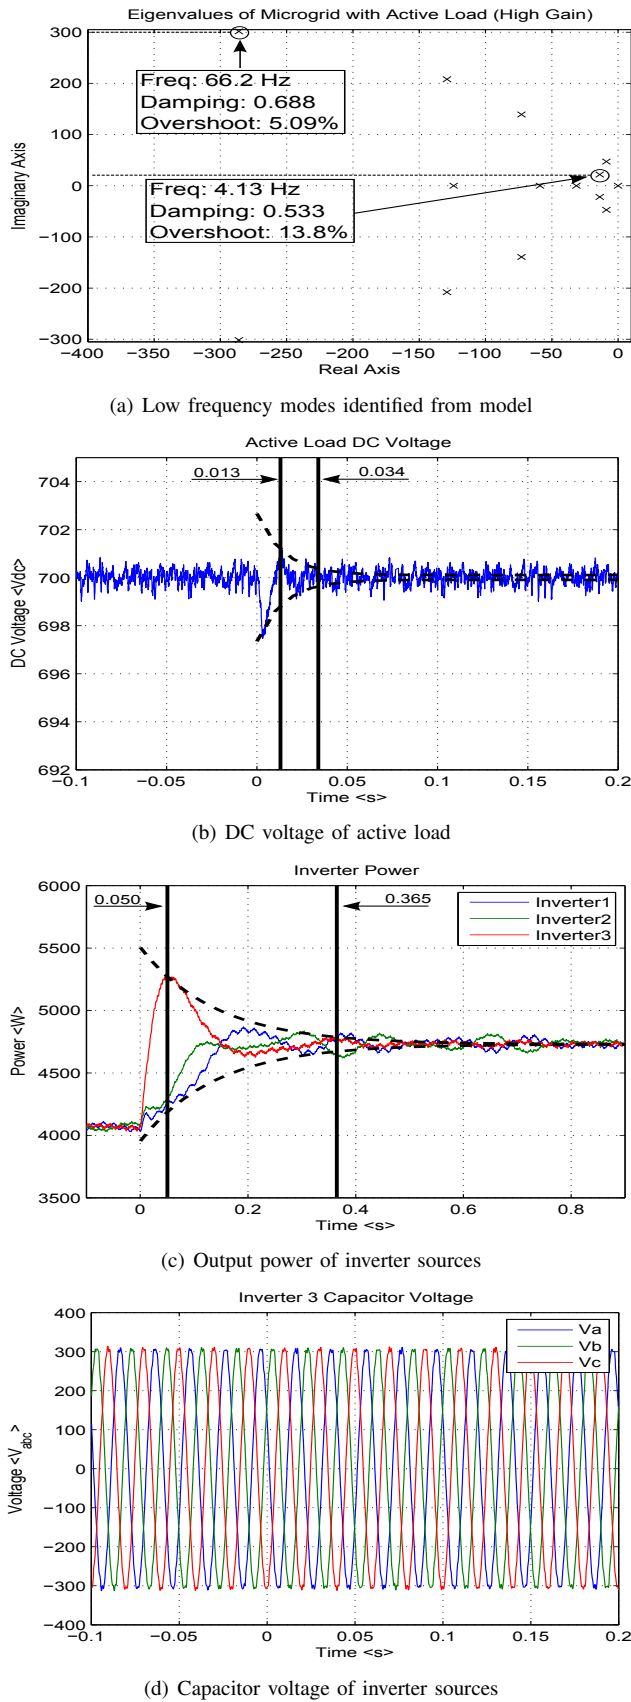 Eigenvalues of Microgrid with Active Load (High Gain)
300
200
100
0
−100
−200
−300
Imaginary Axis
Freq: 66.2 Hz
Damping: 0.688
Overshoot: 5.09%
Freq: 4.13 Hz
Damping: 0.533
Overshoot: 13.8%
−400 −350 −300 −250 −200 −150 −100 −50 0
Real Axis
(a) Low frequency modes identified from model
Active Load DC Voltage
704
702
700
698
696
694
692
DC Voltage <Vdc>
0.013
0.034
−0.1 −0.05 0 0.05 0.1 0.15 0.2
Time <s>
(b) DC voltage of active load
Inverter Power
6000
5500
5000
4500
4000
3500
Power <W>
0.050
0.365
Inverter1
Inverter2
Inverter3
0 0.2 0.4 0.6 0.8
Time <s>
(c) Output power of inverter sources
Inverter 3 Capacitor Voltage
400
300
200
100
0
−100
−200
−300
−400
Voltage <Vabc >
Va
Vb
Vc
−0.1 −0.05 0 0.05 0.1 0.15 0.2
Time <s>
(d) Capacitor voltage of inverter sources